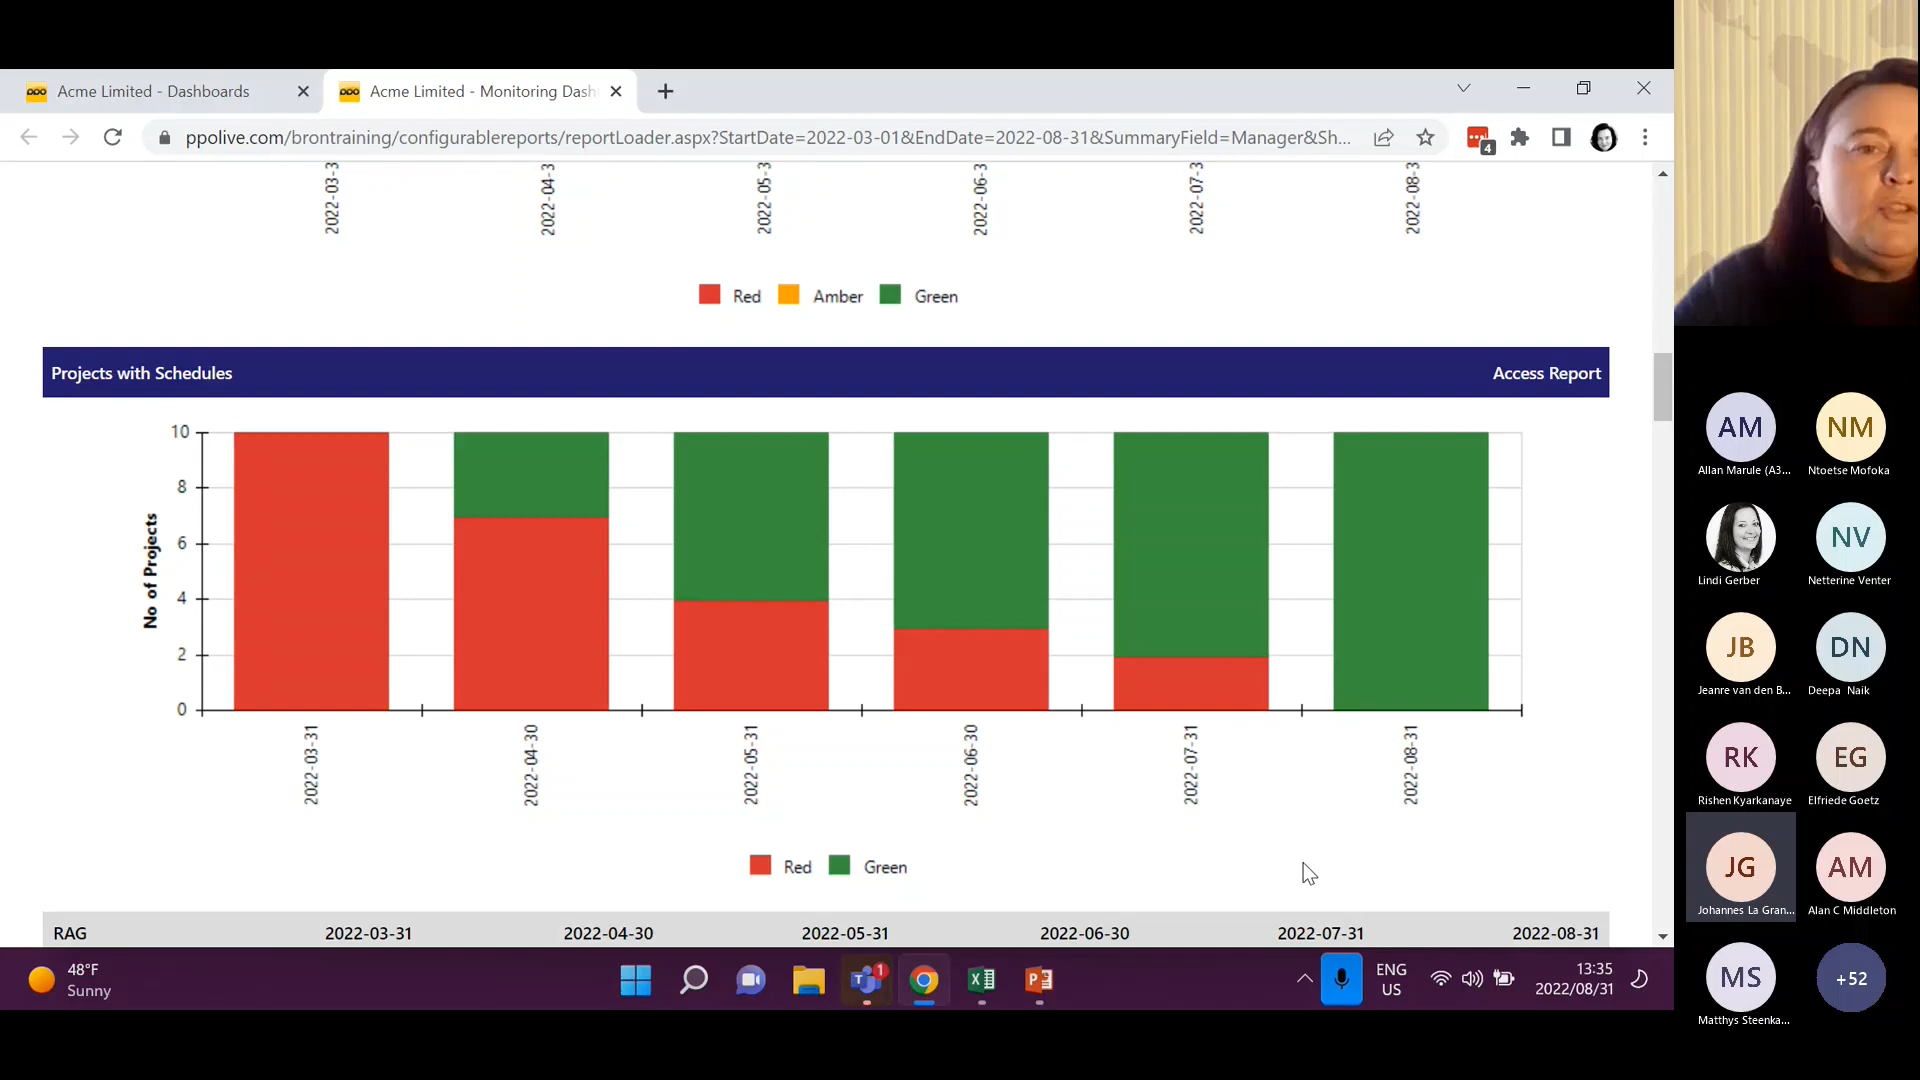 Acme Limited - Dashboards
Acme Limited - Monitoring Dash
ppolive.com/brontraining/configurablereports/reportLoader.aspx?StartDate=2022-03-01&EndDate=2022-08-31&SummaryField=Manager&Sh...
4
2022-03-3
2022-04-3
2022-05-3
2022-06-3
2022-07-3
2022-08-3
Red Amber Green
Projects with Schedules Access Report
No of Projects
10
8
6
4
2
0
2022-03-31
2022-04-30
2022-05-31
2022-06-30
2022-07-31
2022-08-31
Red Green
RAG 2022-03-31 2022-04-30 2022-05-31 2022-06-30 2022-07-31 2022-08-31
48°F
Sunny
1
ENG
US
13:35
2022/08/31
AM NM
Allan Marule (A3... Ntoetse Mofoka
NV
Lindi Gerber Netterine Venter
JB DN
Jeanre van den B... Deepa Naik
RK EG
Rishen Kyarkanaye Elfriede Goetz
JG AM
Johannes La Gran... Alan C Middleton
MS +52
Matthys Steenka...